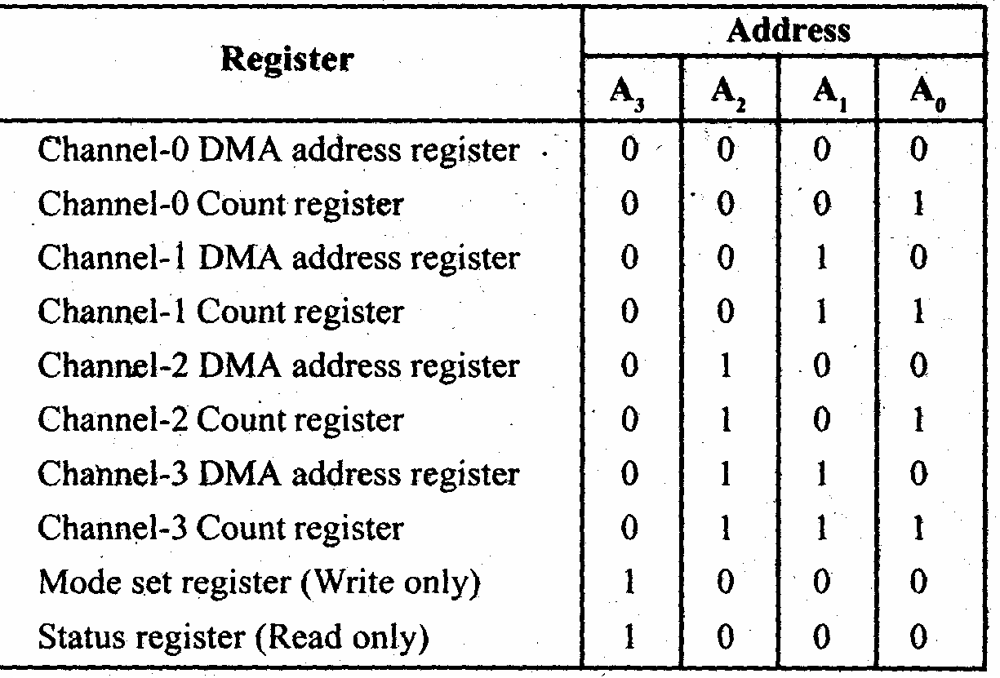 Register Address
A3 A2 A1 A0
Channel-0 DMA address register 0 0 0 0
Channel-0 Count register 0 0 0 1
Channel-1 DMA address register 0 0 1 0
Channel-1 Count register 0 0 1 1
Channel-2 DMA address register 0 1 0 0
Channel-2 Count register 0 1 0 1
Channel-3 DMA address register 0 1 1 0
Channel-3 Count register 0 1 1 1
Mode set register (Write only) 1 0 0 0
Status register (Read only) 1 0 0 0